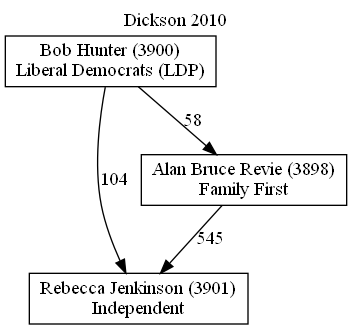 Dickson 2010
Bob Hunter (3900)
Liberal Democrats (LDP)
58
Alan Bruce Revie (3898)
Family First
104
545
Rebecca Jenkinson (3901)
Independent